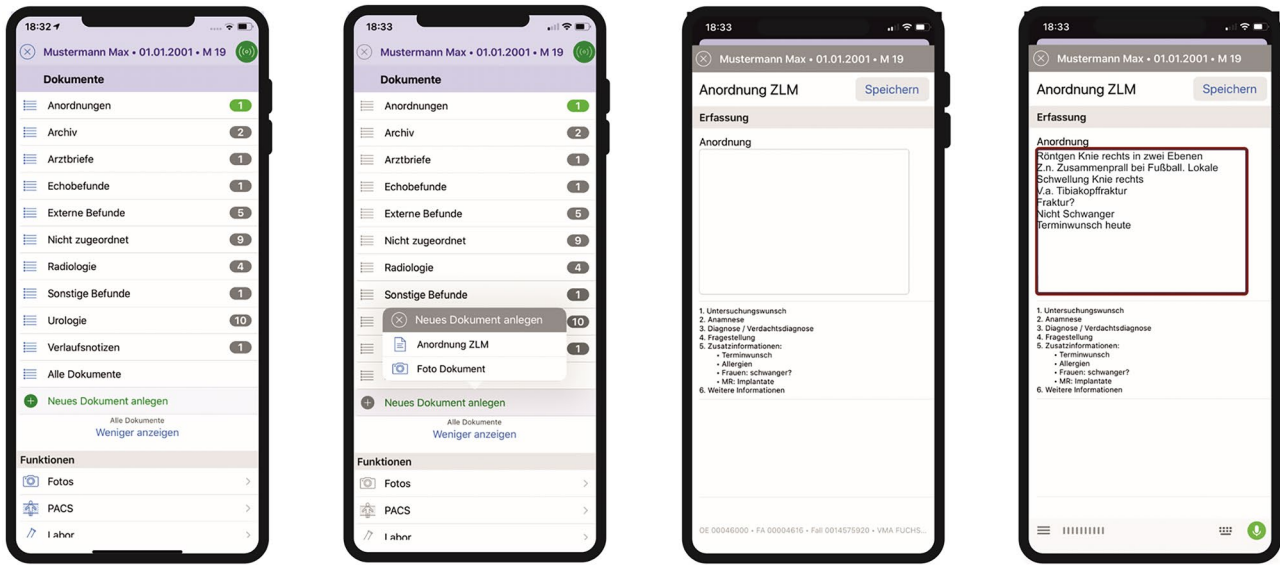 18:32
Mustermann Max • 01.01.2001 • M 19
Dokumente
Anordnungen 1
Archiv 2
Arztbriefe 1
Echobefunde 1
Externe Befunde 5
Nicht zugeordnet 9
Radiologie 4
Sonstige Befunde 1
Urologie 10
Verlaufsnotizen 1
Alle Dokumente
Neues Dokument anlegen
Alle Dokumente
Weniger anzeigen
Funktionen
Fotos
PACS
Labor
18:33
Mustermann Max • 01.01.2001 • M 19
Dokumente
Anordnungen 1
Archiv 2
Arztbriefe 1
Echobefunde 1
Externe Befunde 5
Nicht zugeordnet 9
Radiologie 4
Sonstige Befunde 1
Neues Dokument anlegen 10
Anordnung ZLM 1
Foto Dokument
Neues Dokument anlegen
Alle Dokumente
Weniger anzeigen
Funktionen
Fotos
PACS
Labor
18:33
Mustermann Max • 01.01.2001 • M 19
Anordnung ZLM Speichern
Erfassung
Anordnung
1. Untersuchungswunsch
2. Anamnese
3. Diagnose / Verdachtsdiagnose
4. Fragestellung
5. Zusatzinformationen:
• Terminwunsch
• Allergien
• Frauen: schwanger?
• MR: Implantate
6. Weitere Informationen
OE 00046000 • FA 00004616 • Fall 0014575920 • VMA FUCHS...
18:33
Mustermann Max • 01.01.2001 • M 19
Anordnung ZLM Speichern
Erfassung
Anordnung
Röntgen Knie rechts in zwei Ebenen
Z.n. Zusammenprall bei Fußball. Lokale
Schwellung Knie rechts
V.a. Tibiakopffraktur
Fraktur?
Nicht Schwanger
Terminwunsch heute
1. Untersuchungswunsch
2. Anamnese
3. Diagnose / Verdachtsdiagnose
4. Fragestellung
5. Zusatzinformationen:
• Terminwunsch
• Allergien
• Frauen: schwanger?
• MR: Implantate
6. Weitere Informationen